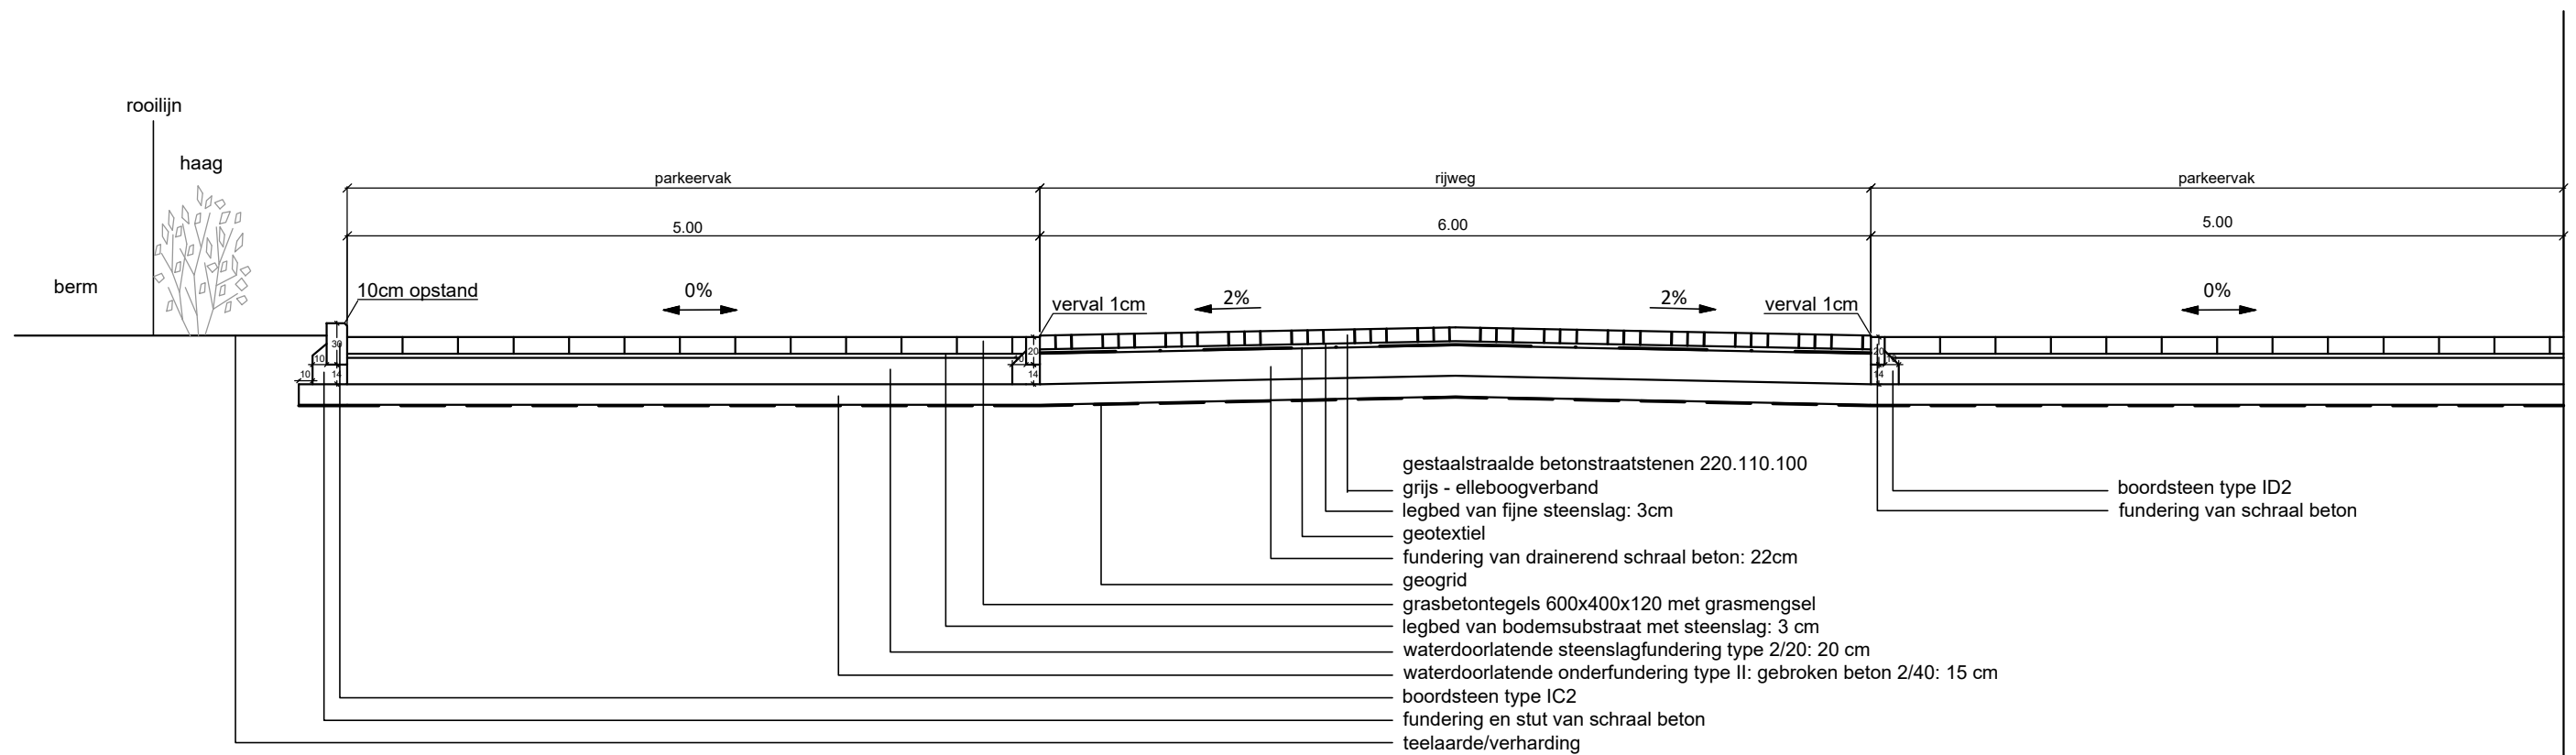 rooilijn
haag
parkeervak
rijweg
parkeervak
5.00
6.00
5.00
berm
10cm opstand
0%
verval 1cm
2%
2%
verval 1cm
0%
30
10
10
14
20
10
14
20
10
14
gestaalstraalde betonstraatstenen 220.110.100
grijs - elleboogverband
legbed van fijne steenslag: 3cm
geotextiel
fundering van drainerend schraal beton: 22cm
geogrid
grasbetontegels 600x400x120 met grasmengsel
legbed van bodemsubstraat met steenslag: 3 cm
waterdoorlatende steenslagfundering type 2/20: 20 cm
waterdoorlatende onderfundering type II: gebroken beton 2/40: 15 cm
boordsteen type IC2
fundering en stut van schraal beton
teelaarde/verharding
boordsteen type ID2
fundering van schraal beton